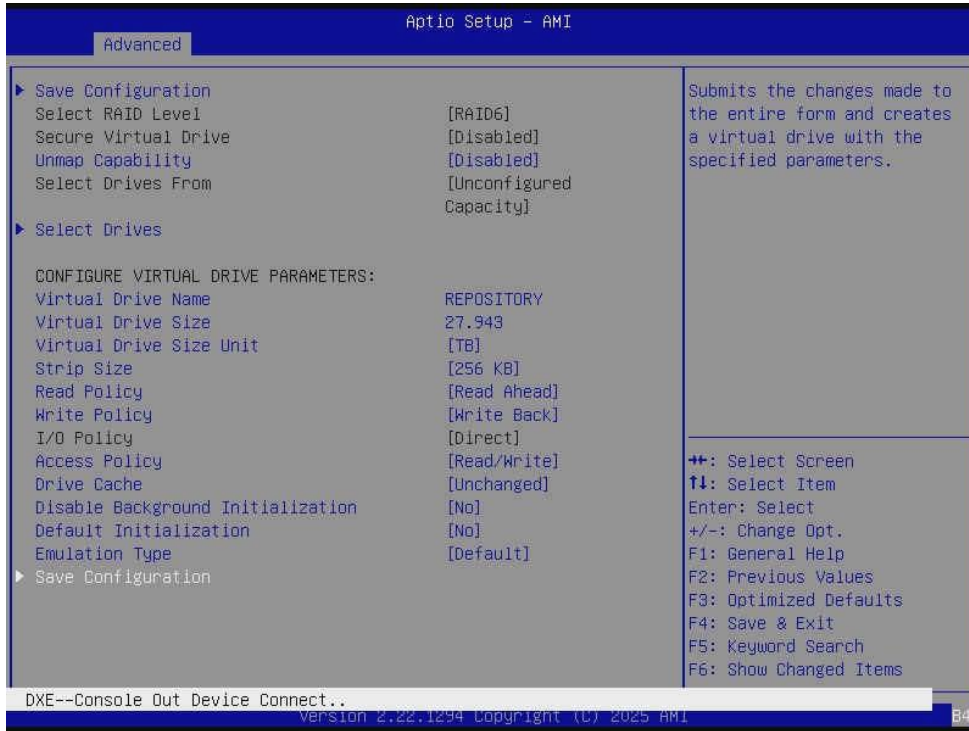 Aptio Setup – AMI
Advanced
Save Configuration
Select RAID Level [RAID6]
Secure Virtual Drive [Disabled]
Unmap Capability [Disabled]
Select Drives From [Unconfigured
Capacity]
Select Drives
CONFIGURE VIRTUAL DRIVE PARAMETERS:
Virtual Drive Name REPOSITORY
Virtual Drive Size 27.943
Virtual Drive Size Unit [TB]
Strip Size [256 KB]
Read Policy [Read Ahead]
Write Policy [Write Back]
I/O Policy [Direct]
Access Policy [Read/Write]
Drive Cache [Unchanged]
Disable Background Initialization [No]
Default Initialization [No]
Emulation Type [Default]
Save Configuration
Submits the changes made to
the entire form and creates
a virtual drive with the
specified parameters.
→←: Select Screen
↑↓: Select Item
Enter: Select
+/-: Change Opt.
F1: General Help
F2: Previous Values
F3: Optimized Defaults
F4: Save & Exit
F5: Keyword Search
F6: Show Changed Items
DXE--Console Out Device Connect..
Version 2.22.1294 Copyright (C) 2025 AMI
B4